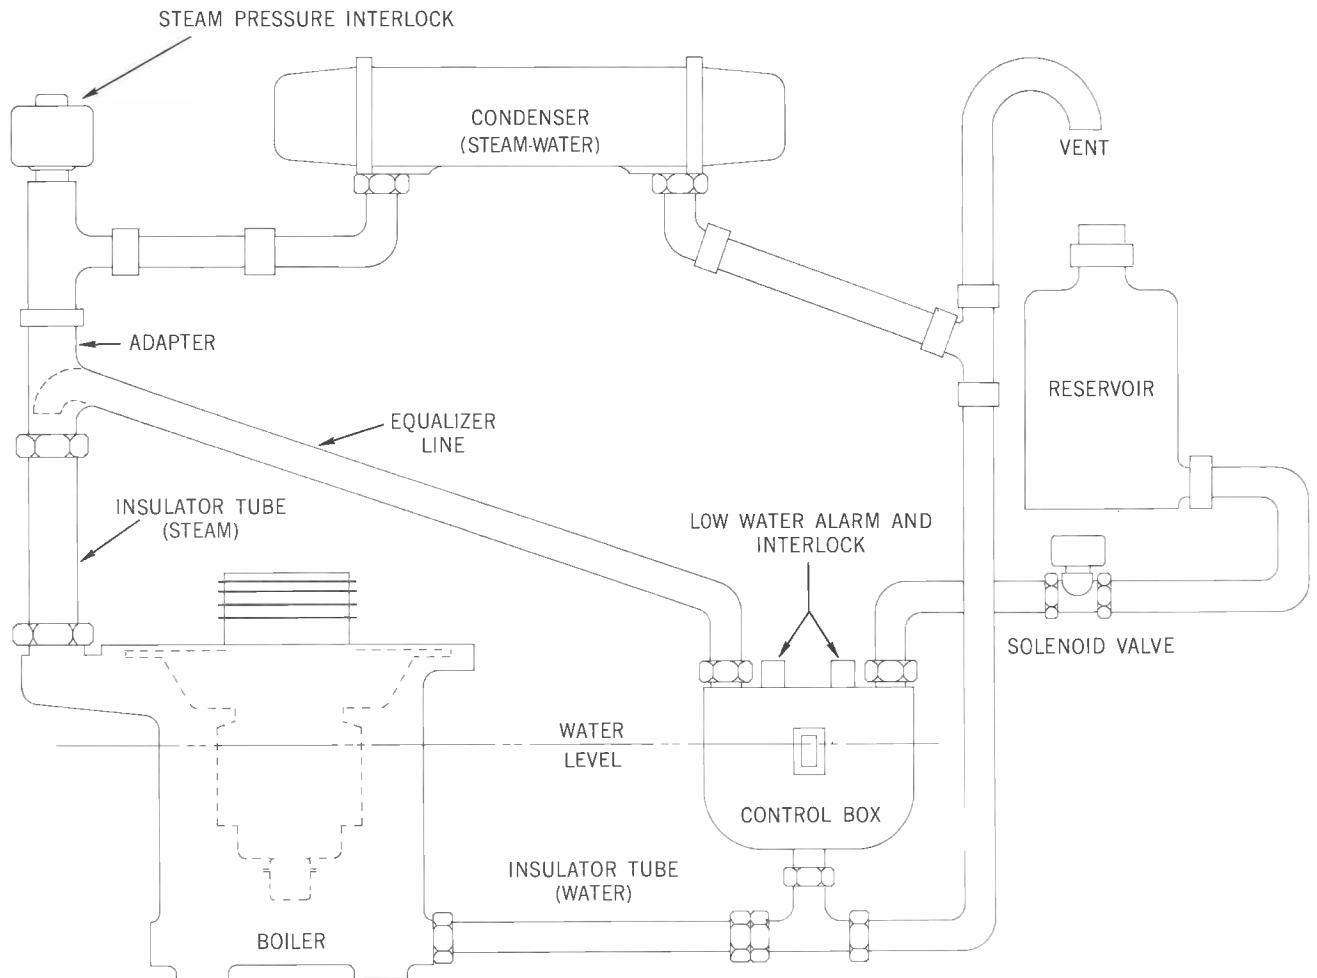 STEAM PRESSURE INTERLOCK
CONDENSER
(STEAM-WATER)
VENT
ADAPTER
RESERVOIR
EQUALIZER
LINE
INSULATOR TUBE
(STEAM)
LOW WATER ALARM AND
INTERLOCK
SOLENOID VALVE
WATER
LEVEL
CONTROL BOX
INSULATOR TUBE
(WATER)
BOILER